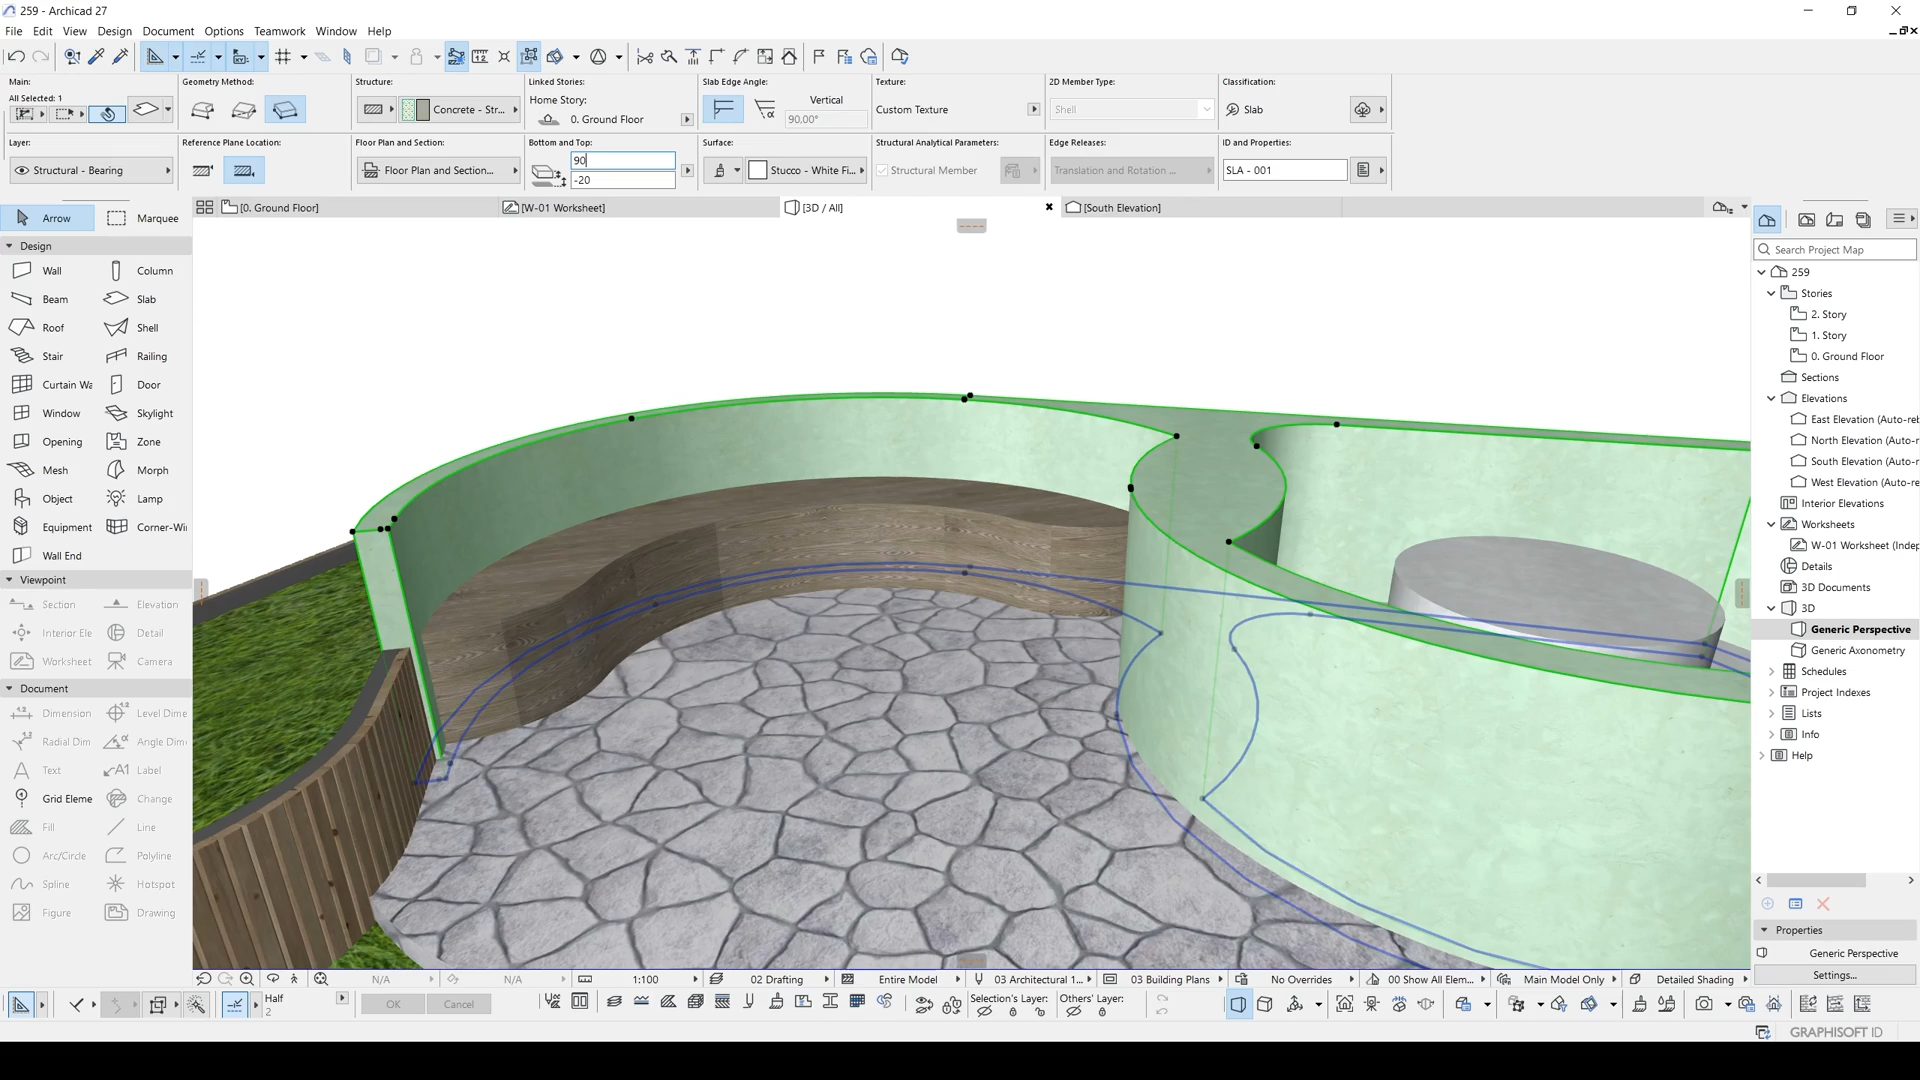 259 - Archicad 27
File Edit View Design Document Options Teamwork Window Help
Main:
All Selected: 1
Geometry Method:
Structure:
Concrete - Str...
Linked Stories:
Home Story:
0. Ground Floor
Slab Edge Angle:
Vertical
90,00°
Texture:
Custom Texture
2D Member Type:
Shell
Classification:
Slab
Layer:
Structural - Bearing
Reference Plane Location:
Floor Plan and Section:
Floor Plan and Section...
Bottom and Top:
90
-20
Surface:
Stucco - White Fi...
Structural Analytical Parameters:
Structural Member
Edge Releases:
Translation and Rotation ...
ID and Properties:
SLA - 001
[0. Ground Floor]
[W-01 Worksheet]
[3D / All]
[South Elevation]
Arrow Marquee
Design
Wall Column
Beam Slab
Roof Shell
Stair Railing
Curtain Wa Door
Window Skylight
Opening Zone
Mesh Morph
Object Lamp
Equipment Corner-Wi
Wall End
Viewpoint
Section Elevation
Interior Ele Detail
Worksheet Camera
Document
Dimension Level Dime
Radial Dim Angle Dim
Text Label
Grid Eleme Change
Fill Line
Arc/Circle Polyline
Spline Hotspot
Figure Drawing
Search Project Map
259
Stories
2. Story
1. Story
0. Ground Floor
Sections
Elevations
East Elevation (Auto-reb
North Elevation (Auto-r
South Elevation (Auto-r
West Elevation (Auto-re
Interior Elevations
Worksheets
W-01 Worksheet (Indep
Details
3D Documents
3D
Generic Perspective
Generic Axonometry
Schedules
Project Indexes
Lists
Info
Help
Properties
Generic Perspective
Settings...
N/A N/A 1:100 02 Drafting Entire Model 03 Architectural 1... 03 Building Plans No Overrides 00 Show All Elem... Main Model Only Detailed Shading
Half
2
OK Cancel
Selection's Layer:
Others' Layer:
GRAPHISOFT ID